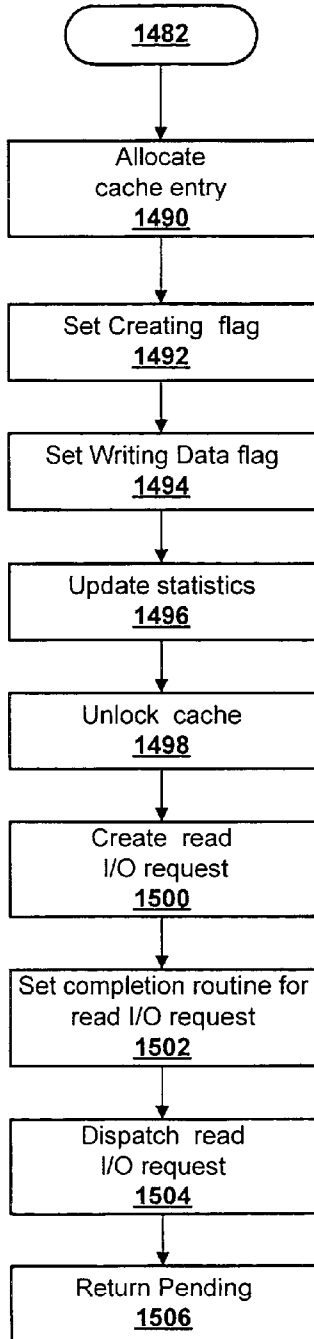 1482
Allocate
cache entry
1490
Set Creating flag
1492
Set Writing Data flag
1494
Update statistics
1496
Unlock cache
1498
Create read
I/O request
1500
Set completion routine for
read I/O request
1502
Dispatch read
I/O request
1504
Return Pending
1506